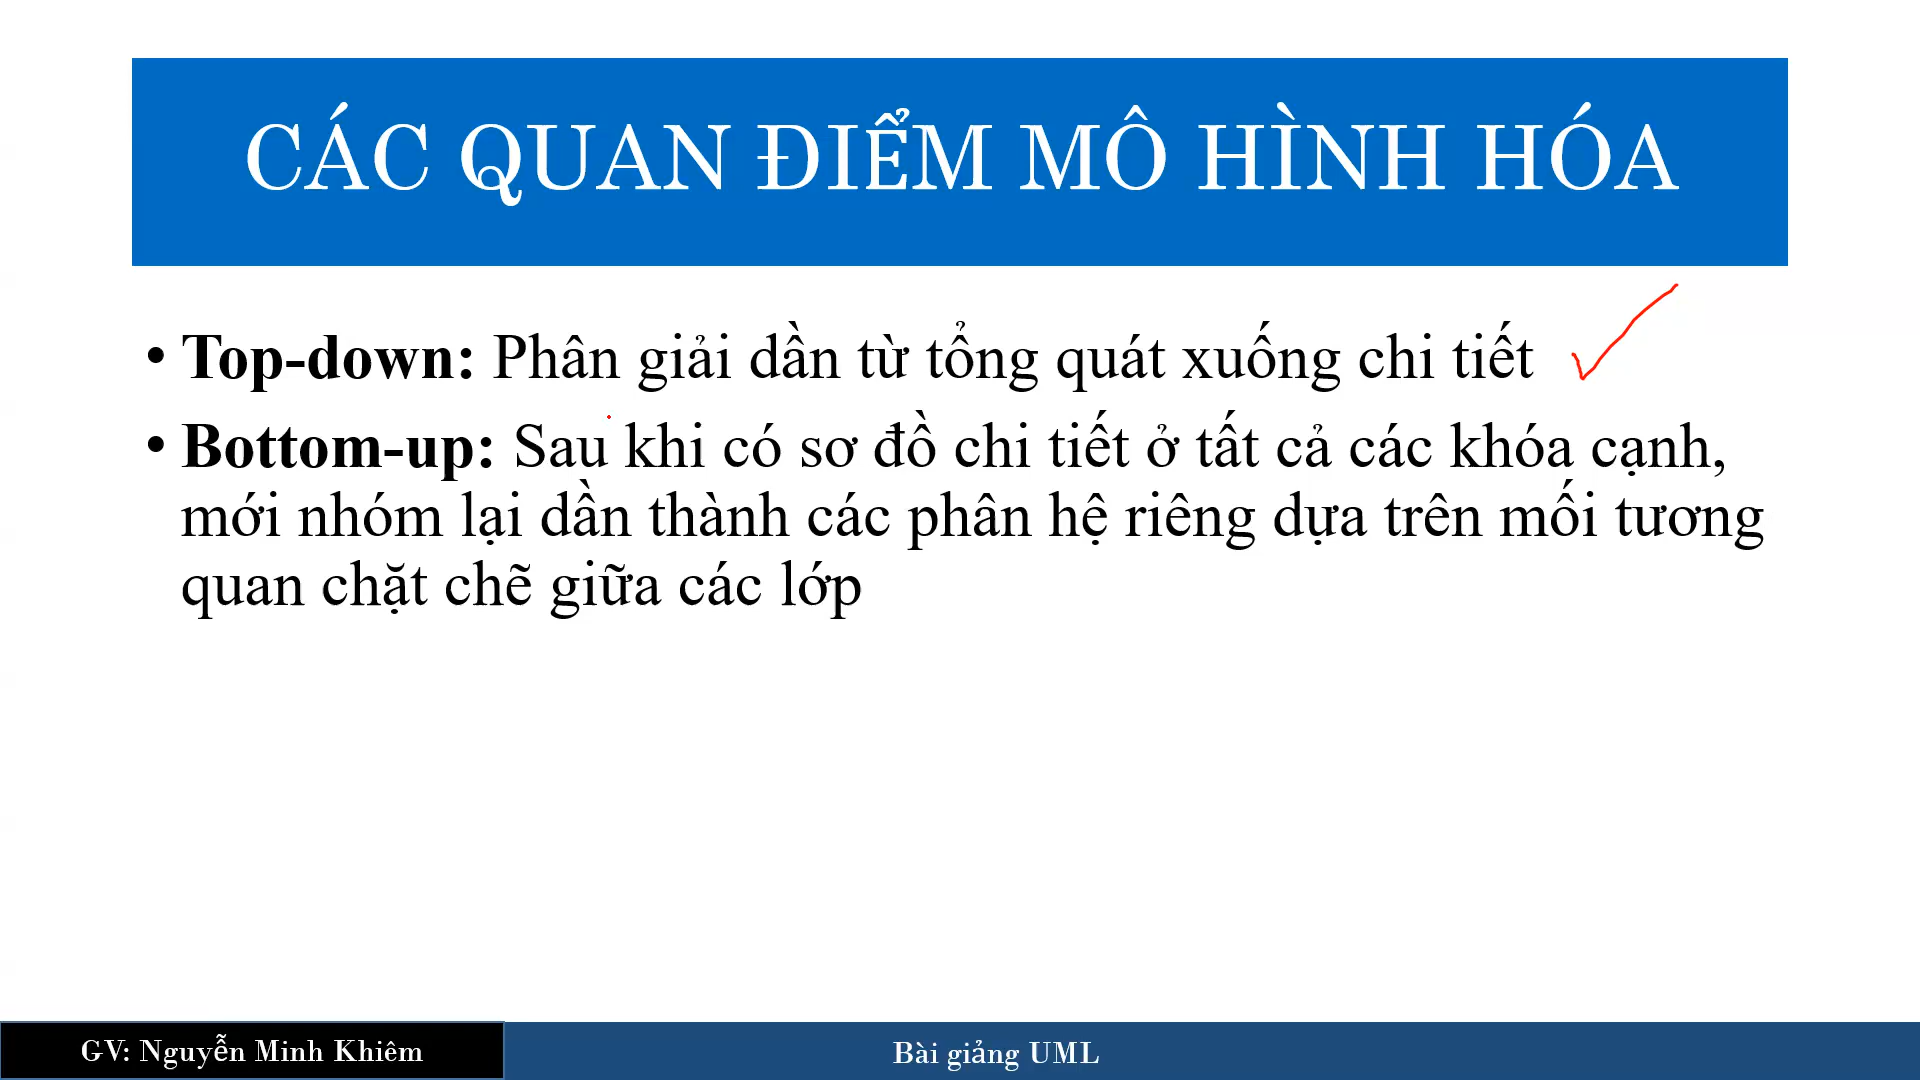 CÁC QUAN ĐIỂM MÔ HÌNH HÓA
• Top-down: Phân giải dần từ tổng quát xuống chi tiết
• Bottom-up: Sau khi có sơ đồ chi tiết ở tất cả các khóa cạnh,
mới nhóm lại dần thành các phân hệ riêng dựa trên mối tương
quan chặt chẽ giữa các lớp
GV: Nguyễn Minh Khiêm
Bài giảng UML